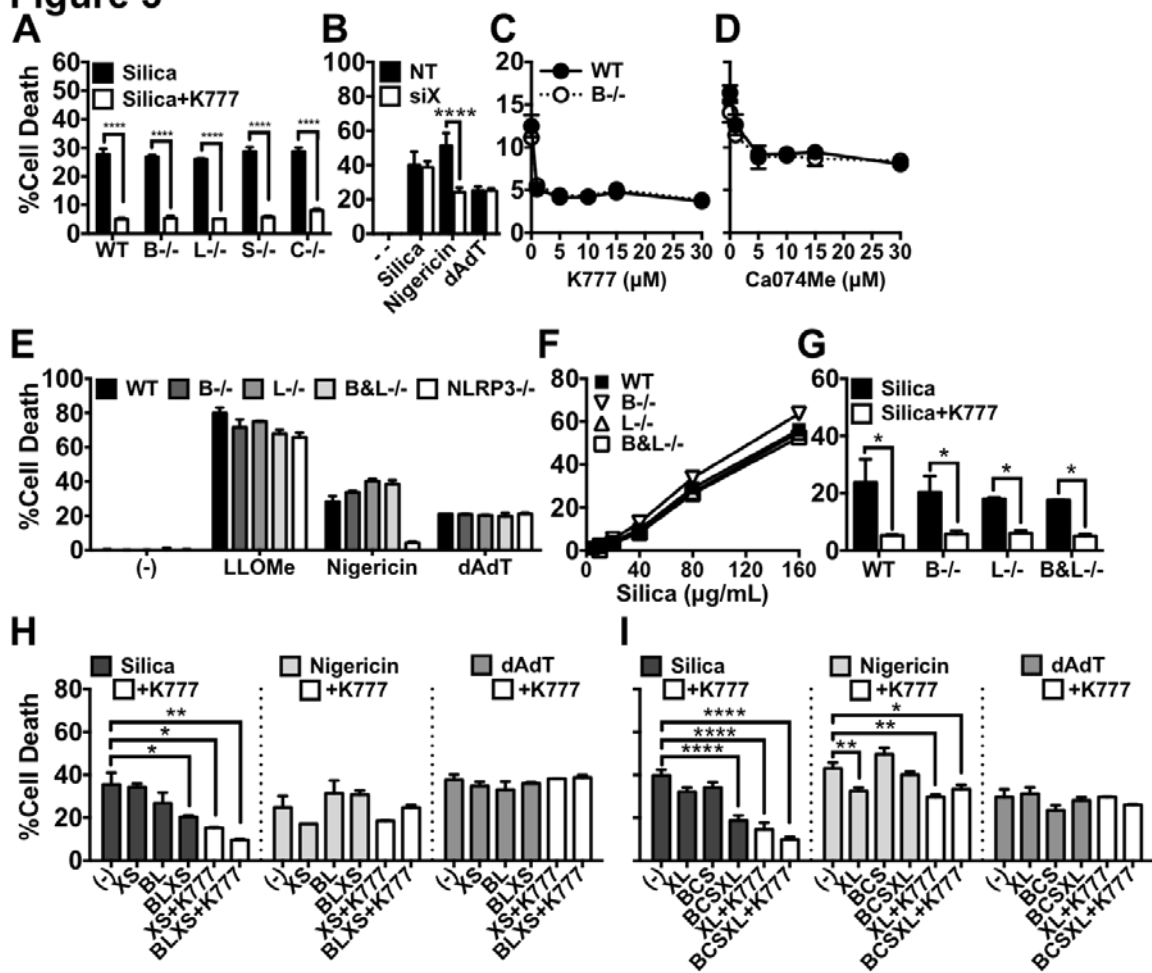 A
B
C
D
%Cell Death
60
50
40
30
20
10
0
Silica
Silica+K777
****
****
****
****
****
WT
B-/-
L-/-
S-/-
C-/-
100
80
60
40
20
0
NT
siX
****
- -
Silica
Nigericin
dAdT
20
15
10
5
0
WT
B-/-
0 5 10 15 20 25 30
K777 (µM)
0 5 10 15 20 25 30
Ca074Me (µM)
E
F
G
%Cell Death
100
80
60
40
20
0
WT B-/- L-/- B&L-/- NLRP3-/-
(-)
LLOMe
Nigericin
dAdT
80
60
40
20
0
WT
B-/-
L-/-
B&L-/-
0 40 80 120 160
Silica (µg/mL)
60
40
20
0
Silica
Silica+K777
*
*
*
*
WT
B-/-
L-/-
B&L-/-
H
I
%Cell Death
80
60
40
20
0
Silica
+K777
**
*
*
(-)
XS
BL
BLXS
XS+K777
BLXS+K777
Nigericin
+K777
(-)
XS
BL
BLXS
XS+K777
BLXS+K777
dAdT
+K777
(-)
XS
BL
BLXS
XS+K777
BLXS+K777
Silica
+K777
****
****
****
(-)
XL
BCS
BCSXL
XL+K777
BCSXL+K777
Nigericin
+K777
*
**
**
(-)
XL
BCS
BCSXL
XL+K777
BCSXL+K777
dAdT
+K777
(-)
XL
BCS
BCSXL
XL+K777
BCSXL+K777